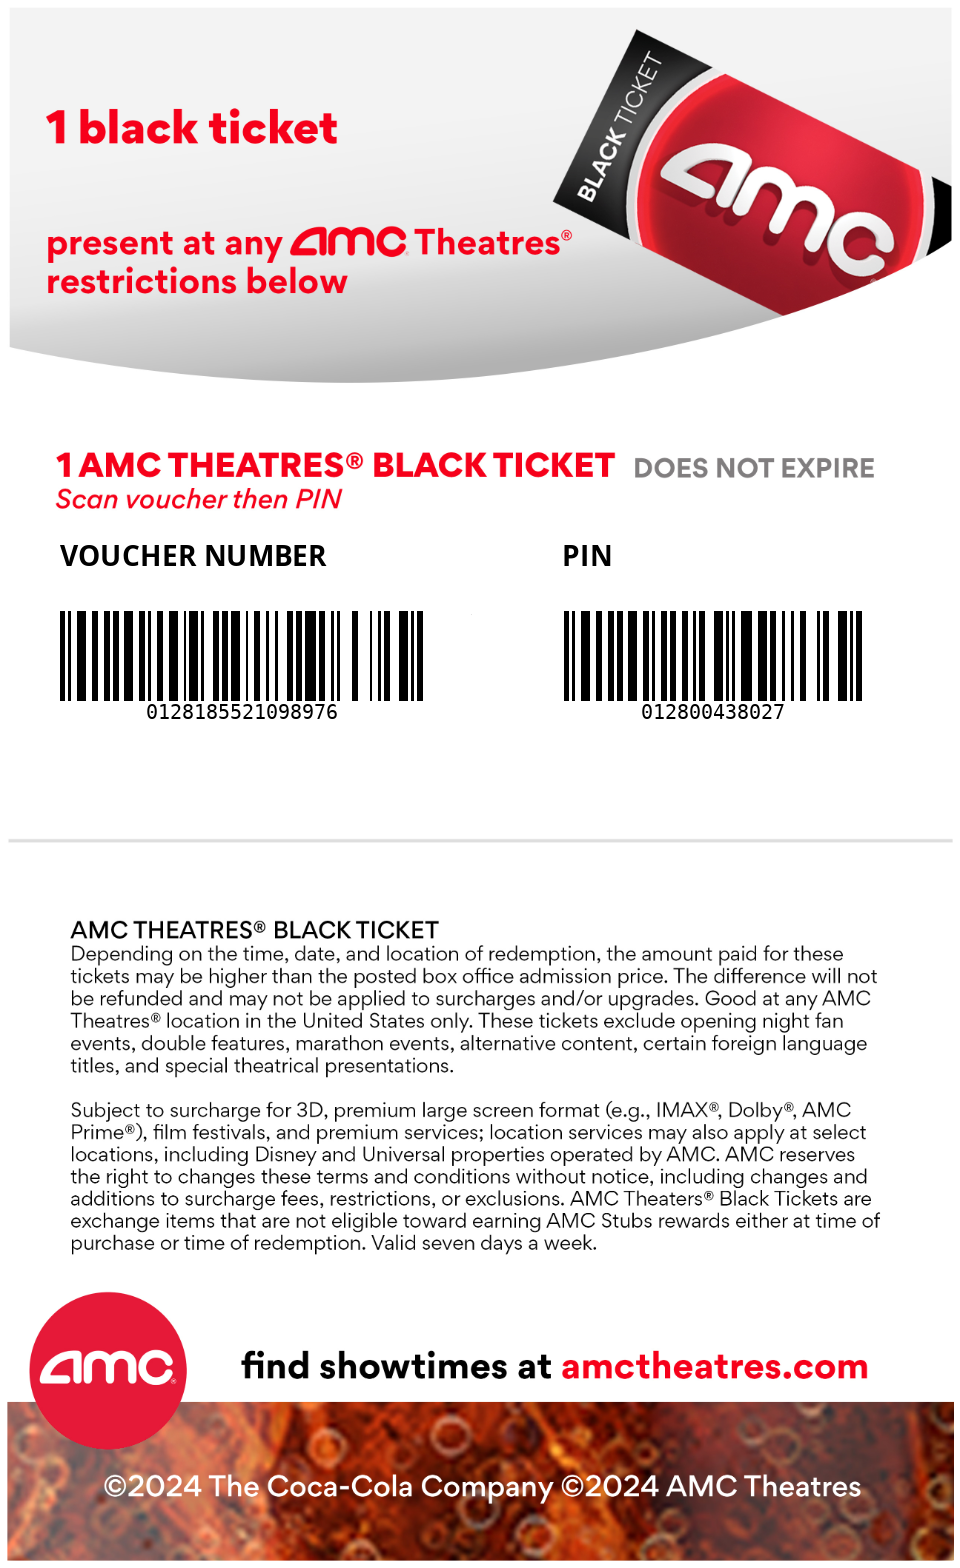 1 black ticket
BLACK TICKET
amc
present at any amc Theatres®
restrictions below
1 AMC THEATRES® BLACK TICKET DOES NOT EXPIRE
Scan voucher then PIN
VOUCHER NUMBER PIN
0128185521098976 012800438027
AMC THEATRES® BLACK TICKET
Depending on the time, date, and location of redemption, the amount paid for these
tickets may be higher than the posted box office admission price. The difference will not
be refunded and may not be applied to surcharges and/or upgrades. Good at any AMC
Theatres® location in the United States only. These tickets exclude opening night fan
events, double features, marathon events, alternative content, certain foreign language
titles, and special theatrical presentations.
Subject to surcharge for 3D, premium large screen format (e.g., IMAX®, Dolby®, AMC
Prime®), film festivals, and premium services; location services may also apply at select
locations, including Disney and Universal properties operated by AMC. AMC reserves
the right to changes these terms and conditions without notice, including changes and
additions to surcharge fees, restrictions, or exclusions. AMC Theaters® Black Tickets are
exchange items that are not eligible toward earning AMC Stubs rewards either at time of
purchase or time of redemption. Valid seven days a week.
amc®
find showtimes at amctheatres.com
©2024 The Coca-Cola Company ©2024 AMC Theatres